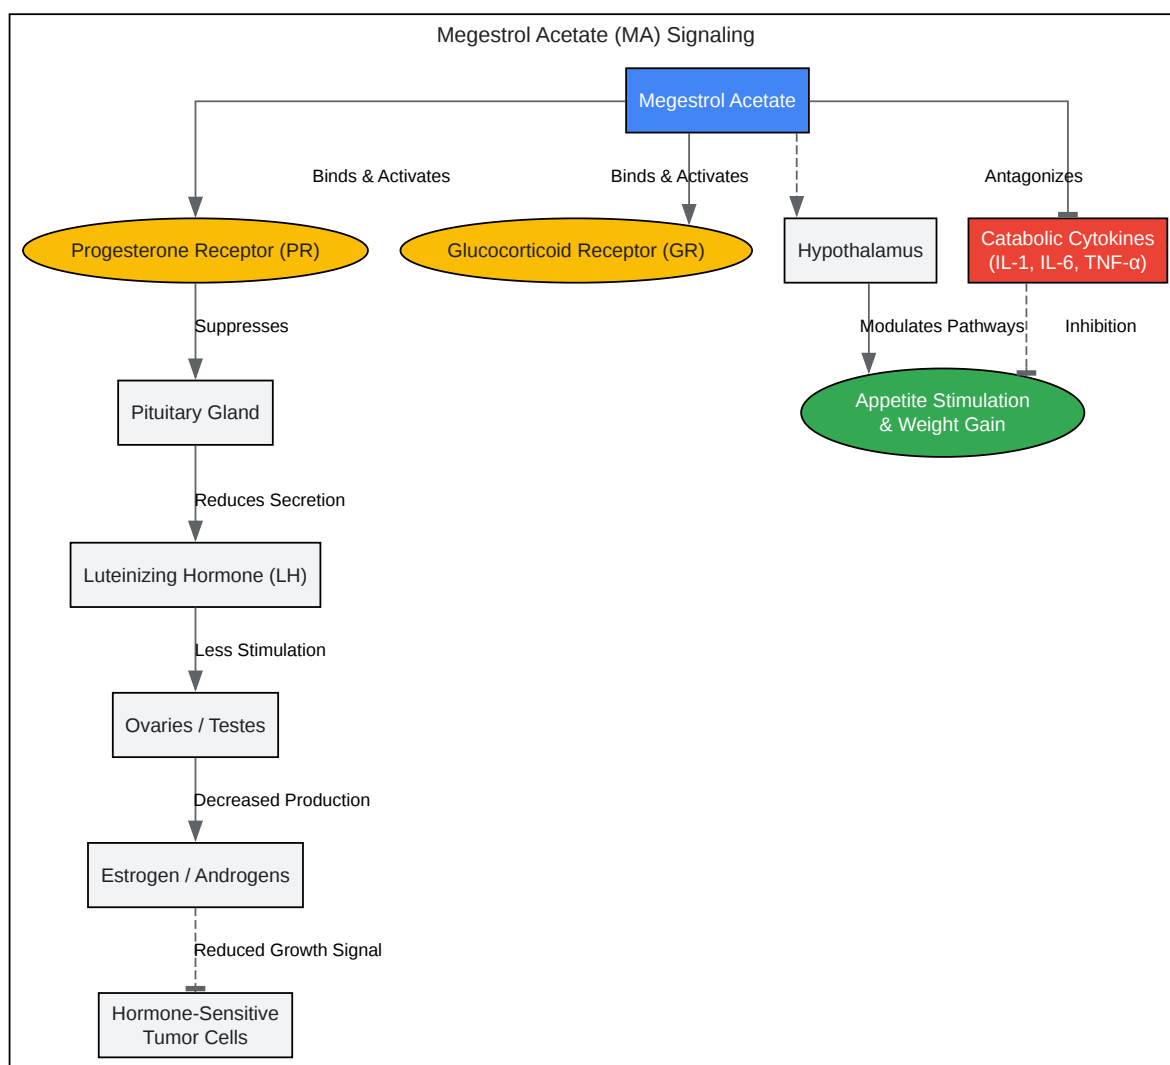 Megestrol Acetate (MA) Signaling
Megestrol Acetate
Binds & Activates
Binds & Activates
Antagonizes
Progesterone Receptor (PR)
Glucocorticoid Receptor (GR)
Hypothalamus
Catabolic Cytokines
(IL-1, IL-6, TNF-α)
Suppresses
Modulates Pathways
Inhibition
Pituitary Gland
Appetite Stimulation
& Weight Gain
Reduces Secretion
Luteinizing Hormone (LH)
Less Stimulation
Ovaries / Testes
Decreased Production
Estrogen / Androgens
Reduced Growth Signal
Hormone-Sensitive
Tumor Cells